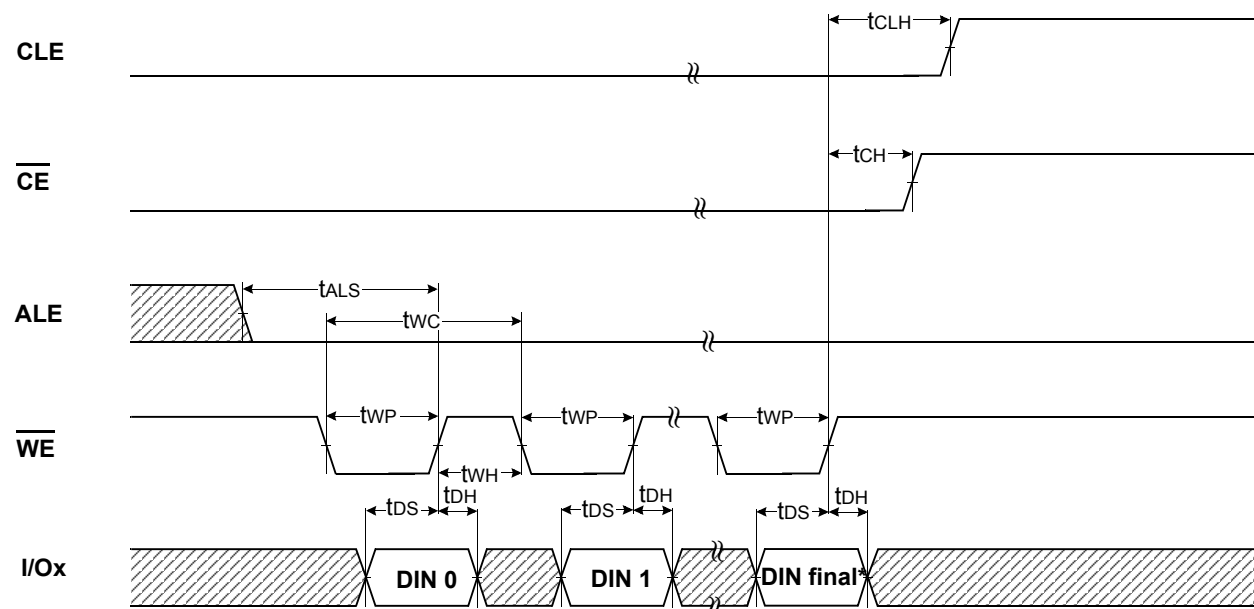 tCLH
CLE
tCH
CE
tALS
tWC
ALE
tWP
tWP
tWP
WE
tWH
tDS
tDH
tDS
tDH
tDS
tDH
I/Ox
DIN 0
DIN 1
DIN final*